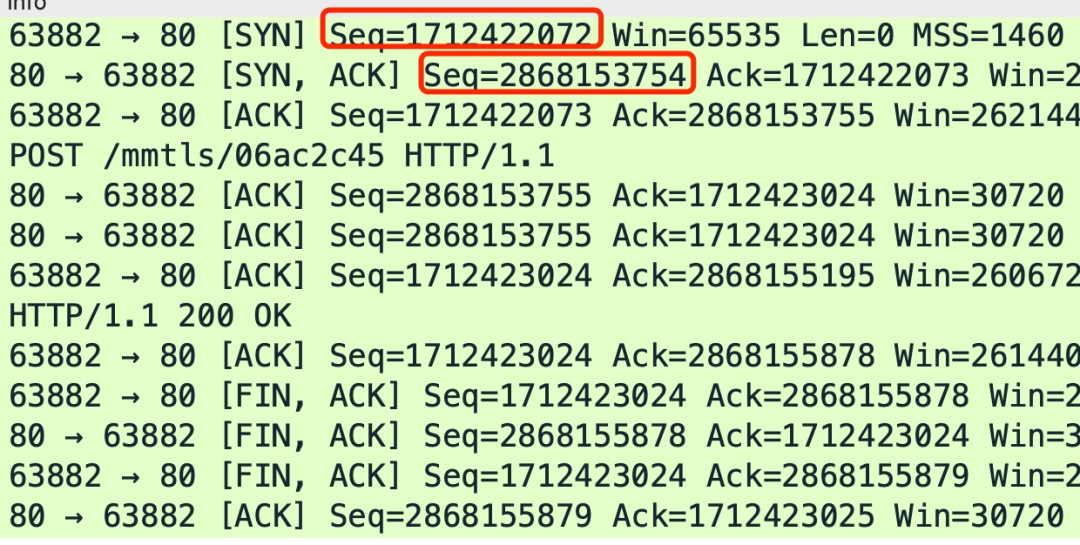 Info
63882 → 80 [SYN] Seq=1712422072 Win=65535 Len=0 MSS=1460
80 → 63882 [SYN, ACK] Seq=2868153754 Ack=1712422073 Win=2
63882 → 80 [ACK] Seq=1712422073 Ack=2868153755 Win=262144
POST /mmtls/06ac2c45 HTTP/1.1
80 → 63882 [ACK] Seq=2868153755 Ack=1712423024 Win=30720
80 → 63882 [ACK] Seq=2868153755 Ack=1712423024 Win=30720
63882 → 80 [ACK] Seq=1712423024 Ack=2868155195 Win=260672
HTTP/1.1 200 OK
63882 → 80 [ACK] Seq=1712423024 Ack=2868155878 Win=261440
63882 → 80 [FIN, ACK] Seq=1712423024 Ack=2868155878 Win=2
80 → 63882 [FIN, ACK] Seq=2868155878 Ack=1712423024 Win=3
63882 → 80 [FIN, ACK] Seq=1712423024 Ack=2868155879 Win=2
80 → 63882 [ACK] Seq=2868155879 Ack=1712423025 Win=30720